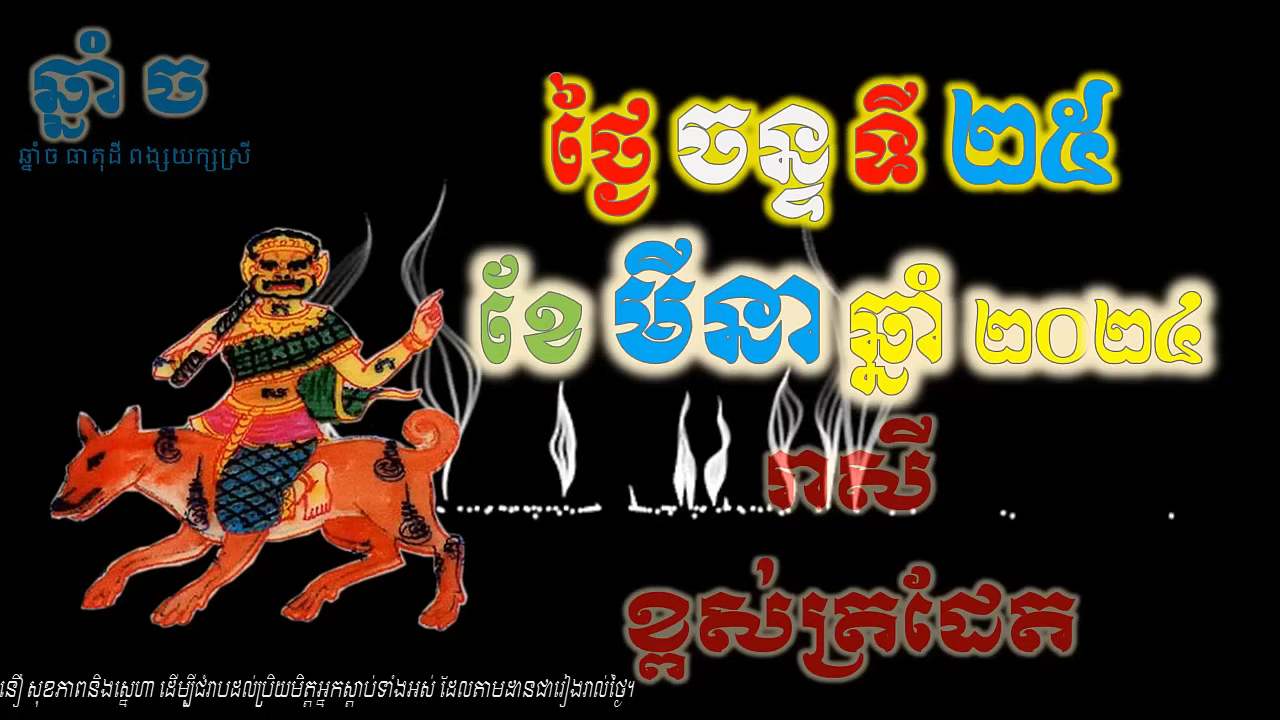 ឆ្នាំ ច
ឆ្នាំច ធាតុដី ពង្សយក្សស្រី
ថ្ងៃ ចន្ទ ទី ២៥
ខែ មីនា ឆ្នាំ ២០២៤
រាសី
ខ្ពស់ត្រដែត
នឿ សុខភាពនិងស្នេហា ដើម្បីជំរាបដល់ប្រិយមិត្តអ្នកស្តាប់ទាំងអស់ ដែលតាមដានជារៀងរាល់ថ្ងៃ។